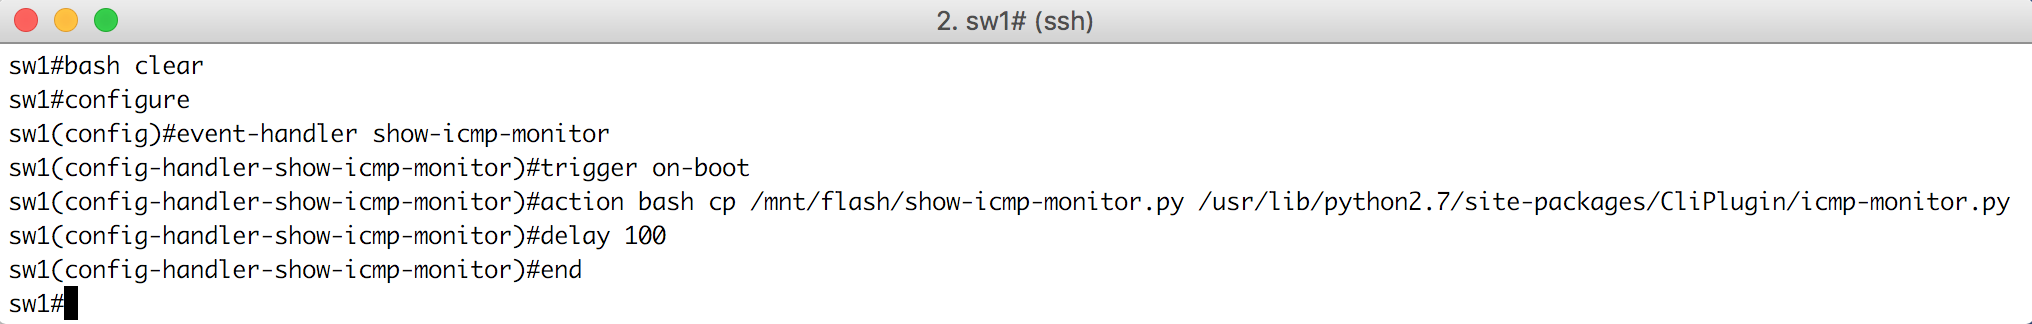 2. sw1# (ssh)
sw1#bash clear
sw1#configure
sw1(config)#event-handler show-icmp-monitor
sw1(config-handler-show-icmp-monitor)#trigger on-boot
sw1(config-handler-show-icmp-monitor)#action bash cp /mnt/flash/show-icmp-monitor.py /usr/lib/python2.7/site-packages/CliPlugin/icmp-monitor.py
sw1(config-handler-show-icmp-monitor)#delay 100
sw1(config-handler-show-icmp-monitor)#end
sw1#